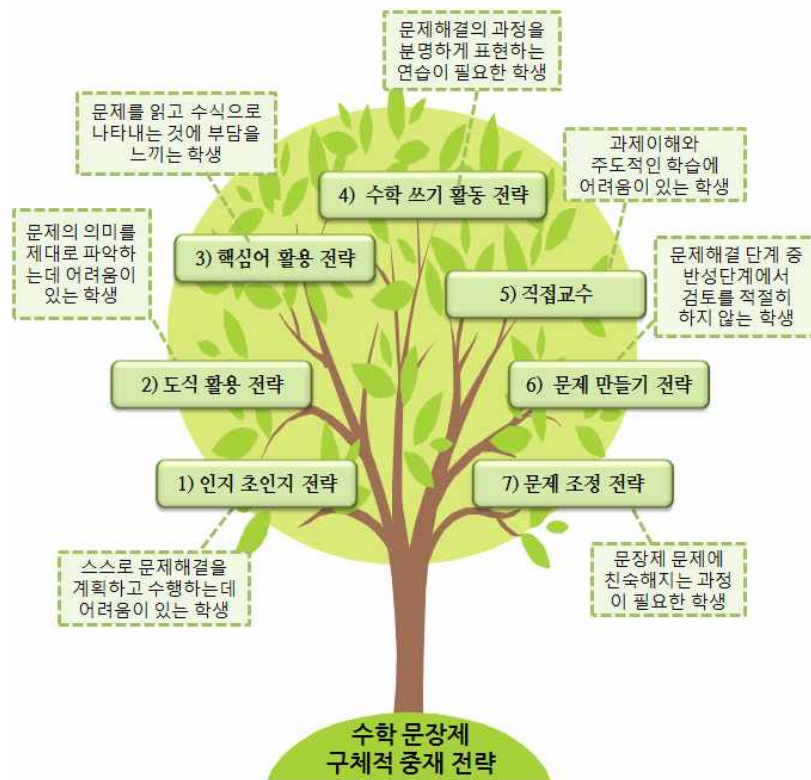 문제해결의 과정을
분명하게 표현하는
연습이 필요한 학생
문제를 읽고 수식으로
나타내는 것에 부담을
느끼는 학생
과제이해와
주도적인 학습에
어려움이 있는 학생
4) 수학 쓰기 활동 전략
문제의 의미를
제대로 파악하
는데 어려움이
있는 학생
3) 핵심어 활용 전략
문제해결 단계 중
반성단계에서
검토를 적절히
하지 않는 학생
5) 직접교수
2) 도식 활용 전략
6) 문제 만들기 전략
1) 인지 초인지 전략
7) 문제 조정 전략
스스로 문제해결을
계획하고 수행하는데
어려움이 있는 학생
문장제 문제에
친숙해지는 과정
이 필요한 학생
수학 문장제
구체적 중재 전략